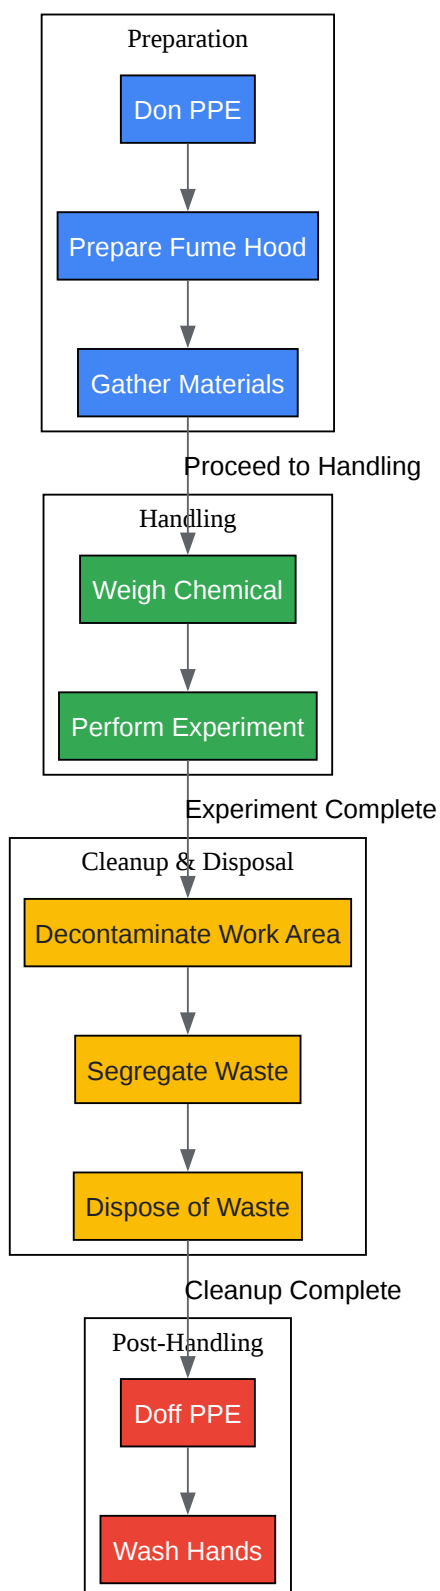 Preparation
Don PPE
Prepare Fume Hood
Gather Materials
Proceed to Handling
Handling
Weigh Chemical
Perform Experiment
Experiment Complete
Cleanup & Disposal
Decontaminate Work Area
Segregate Waste
Dispose of Waste
Cleanup Complete
Post-Handling
Doff PPE
Wash Hands